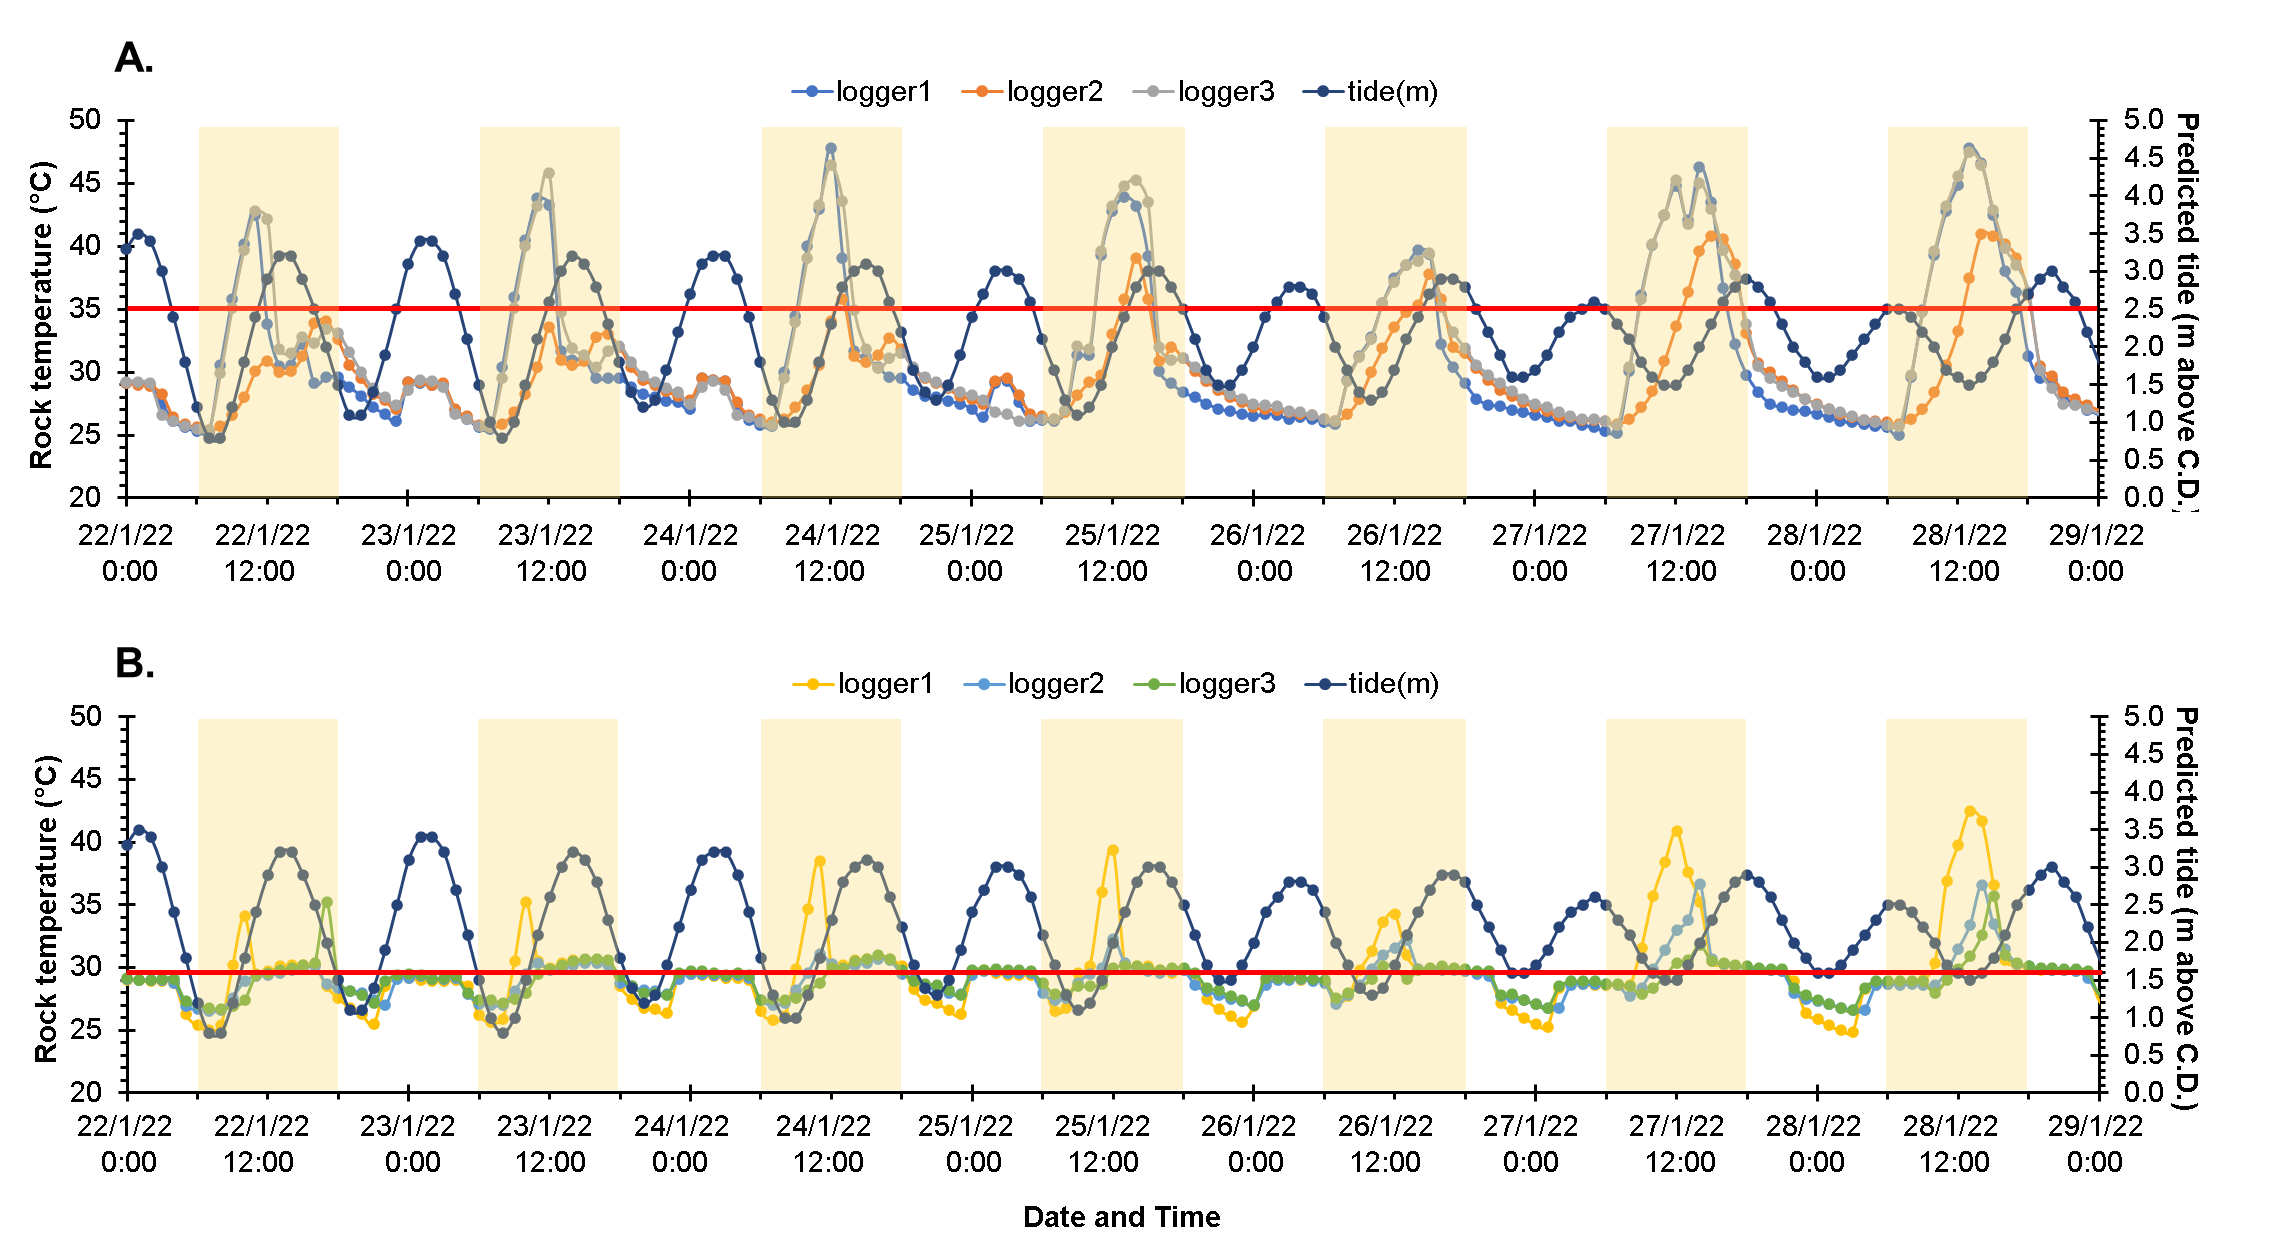 A.
logger1 logger2 logger3 tide(m)
Rock temperature (°C)
50
45
40
35
30
25
20
5.0
4.5
4.0
3.5
3.0
2.5
2.0
1.5
1.0
0.5
0.0
Predicted tide (m above C.D.)
22/1/22 22/1/22 23/1/22 23/1/22 24/1/22 24/1/22 25/1/22 25/1/22 26/1/22 26/1/22 27/1/22 27/1/22 28/1/22 28/1/22 29/1/22
0:00 12:00 0:00 12:00 0:00 12:00 0:00 12:00 0:00 12:00 0:00 12:00 0:00 12:00 0:00
B.
logger1 logger2 logger3 tide(m)
Rock temperature (°C)
50
45
40
35
30
25
20
5.0
4.5
4.0
3.5
3.0
2.5
2.0
1.5
1.0
0.5
0.0
Predicted tide (m above C.D.)
22/1/22 22/1/22 23/1/22 23/1/22 24/1/22 24/1/22 25/1/22 25/1/22 26/1/22 26/1/22 27/1/22 27/1/22 28/1/22 28/1/22 29/1/22
0:00 12:00 0:00 12:00 0:00 12:00 0:00 12:00 0:00 12:00 0:00 12:00 0:00 12:00 0:00
Date and Time